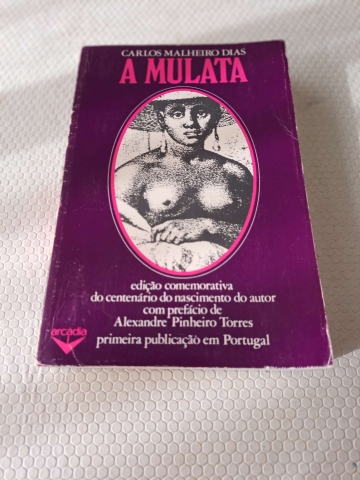 CARLOS MALHEIRO DIAS
A MULATA
edição comemorativa
do centenário do nascimento do autor
com prefácio de
Alexandre Pinheiro Torres
primeira publicação em Portugal
arcádia